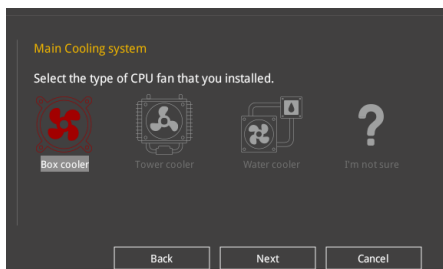 Main Cooling system
Select the type of CPU fan that you installed.
Box cooler Tower cooler Water cooler I'm not sure
Back Next Cancel